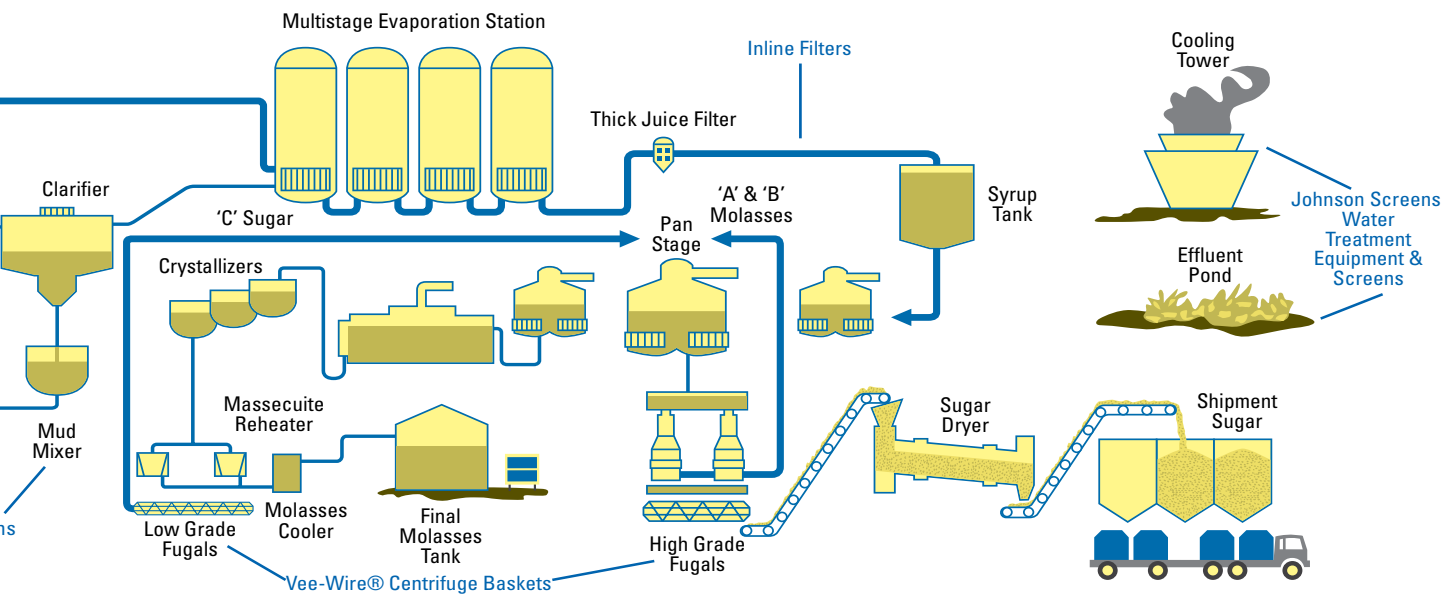 Multistage Evaporation Station
Inline Filters
Cooling
Tower
Thick Juice Filter
Clarifier
'C' Sugar
'A' & 'B'
Molasses
Pan
Stage
Syrup
Tank
Johnson Screens
Water
Treatment
Equipment &
Screens
Crystallizers
Effluent
Pond
Massecuite
Reheater
Sugar
Dryer
Shipment
Sugar
Mud
Mixer
Low Grade
Fugals
Molasses
Cooler
Final
Molasses
Tank
High Grade
Fugals
Vee-Wire® Centrifuge Baskets